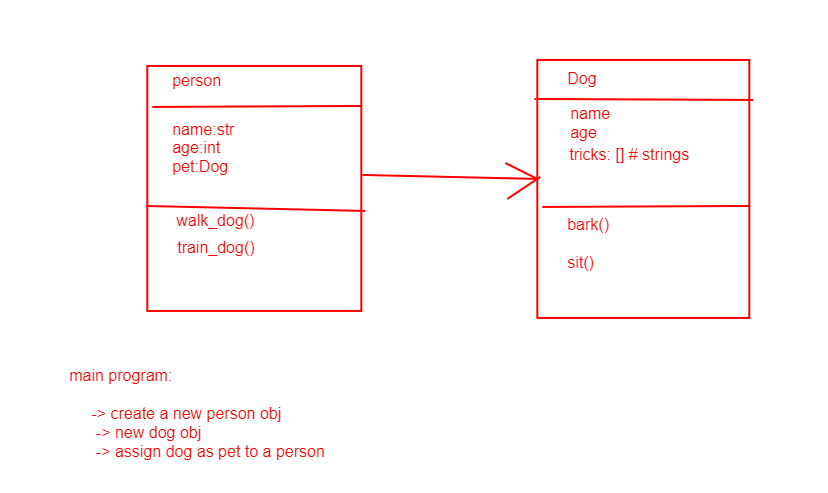 person
name:str
age:int
pet:Dog
walk_dog()
train_dog()
Dog
name
age
tricks: [] # strings
bark()
sit()
main program:
-> create a new person obj
-> new dog obj
-> assign dog as pet to a person